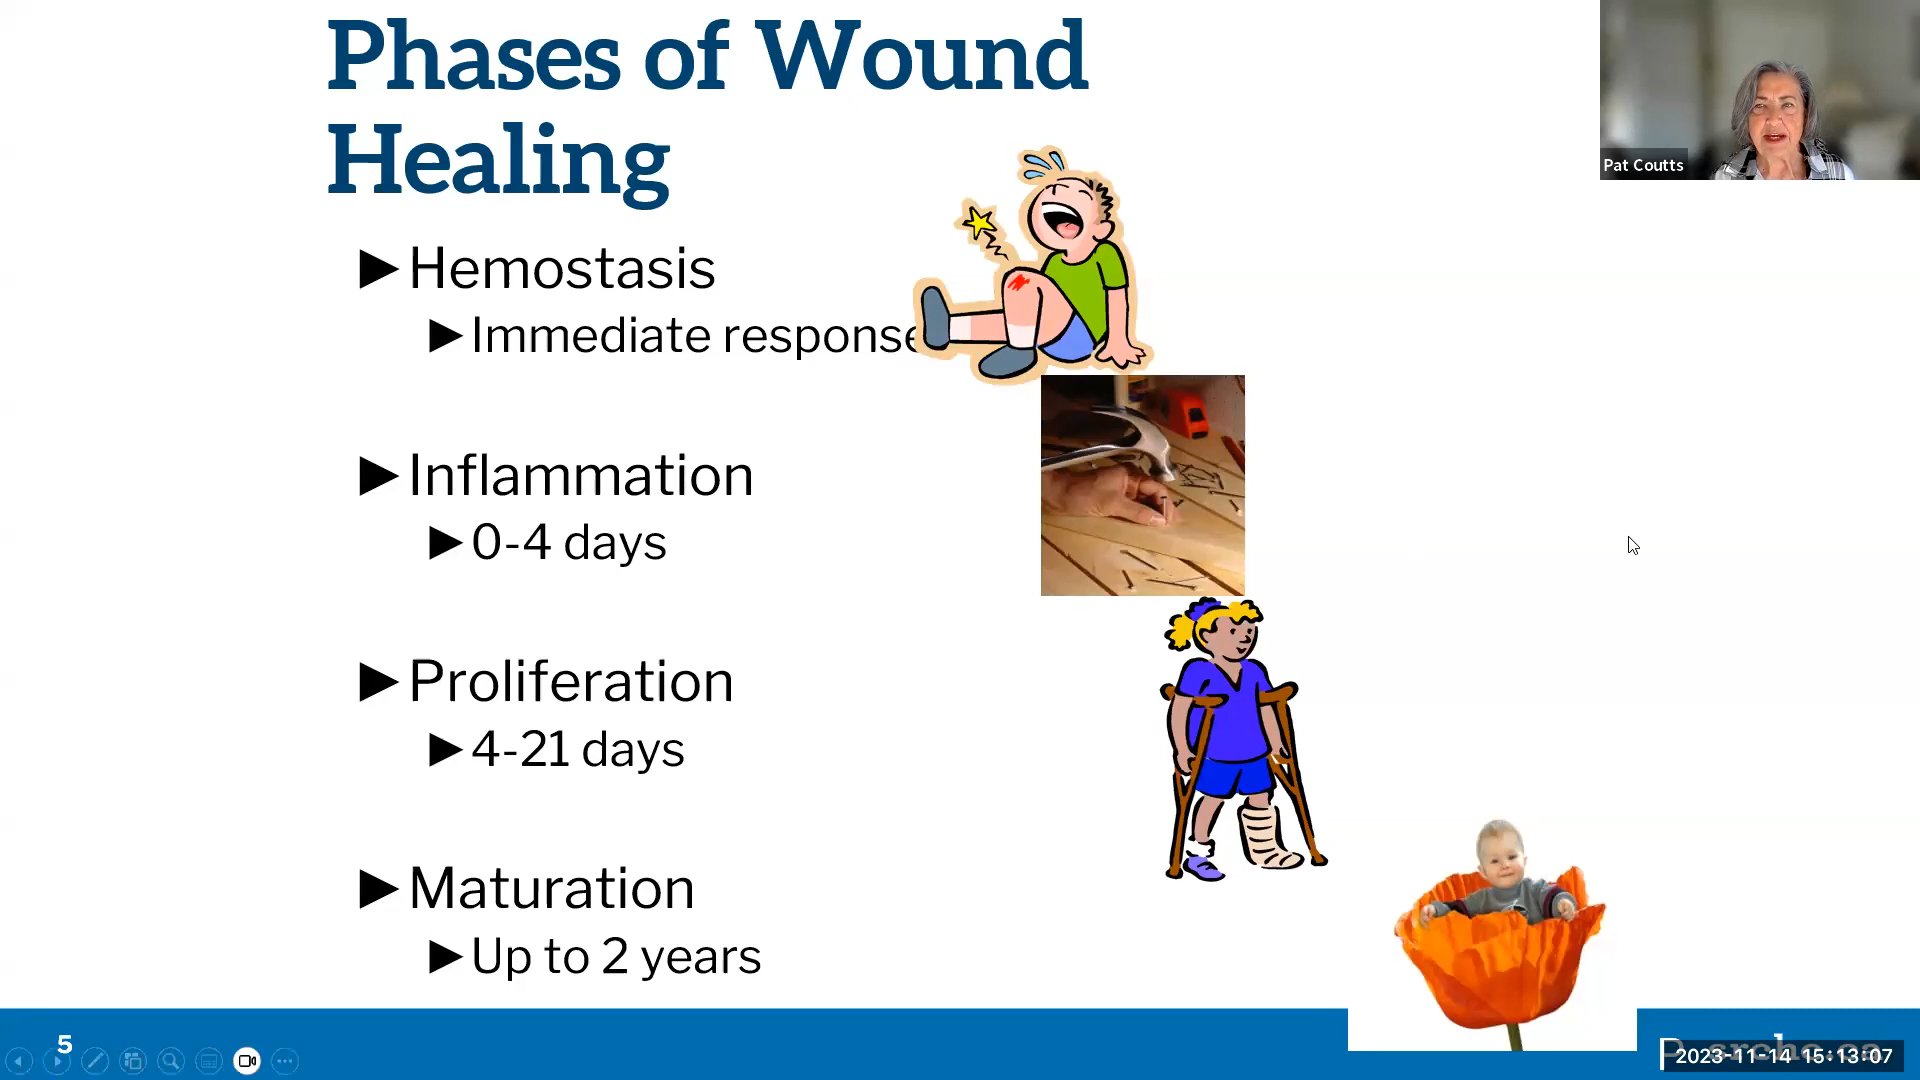 Phases of Wound
Healing
Pat Coutts
►Hemostasis
►Immediate response
►Inflammation
►0-4 days
►Proliferation
►4-21 days
►Maturation
►Up to 2 years
5
2023-11-14 15:13:07